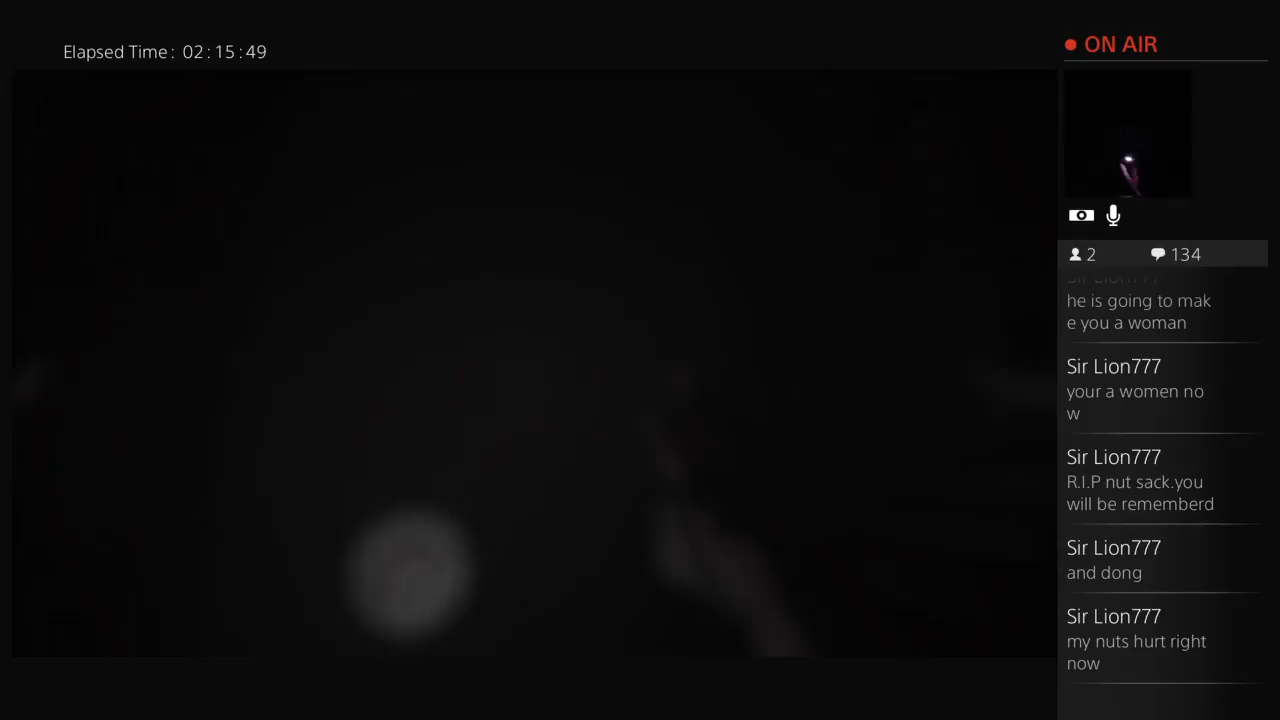 Elapsed Time: 02:15:49
ON AIR
2
134
Sir Lion777
he is going to mak
e you a woman
Sir Lion777
your a women no
w
Sir Lion777
R.I.P nut sack.you
will be rememberd
Sir Lion777
and dong
Sir Lion777
my nuts hurt right
now